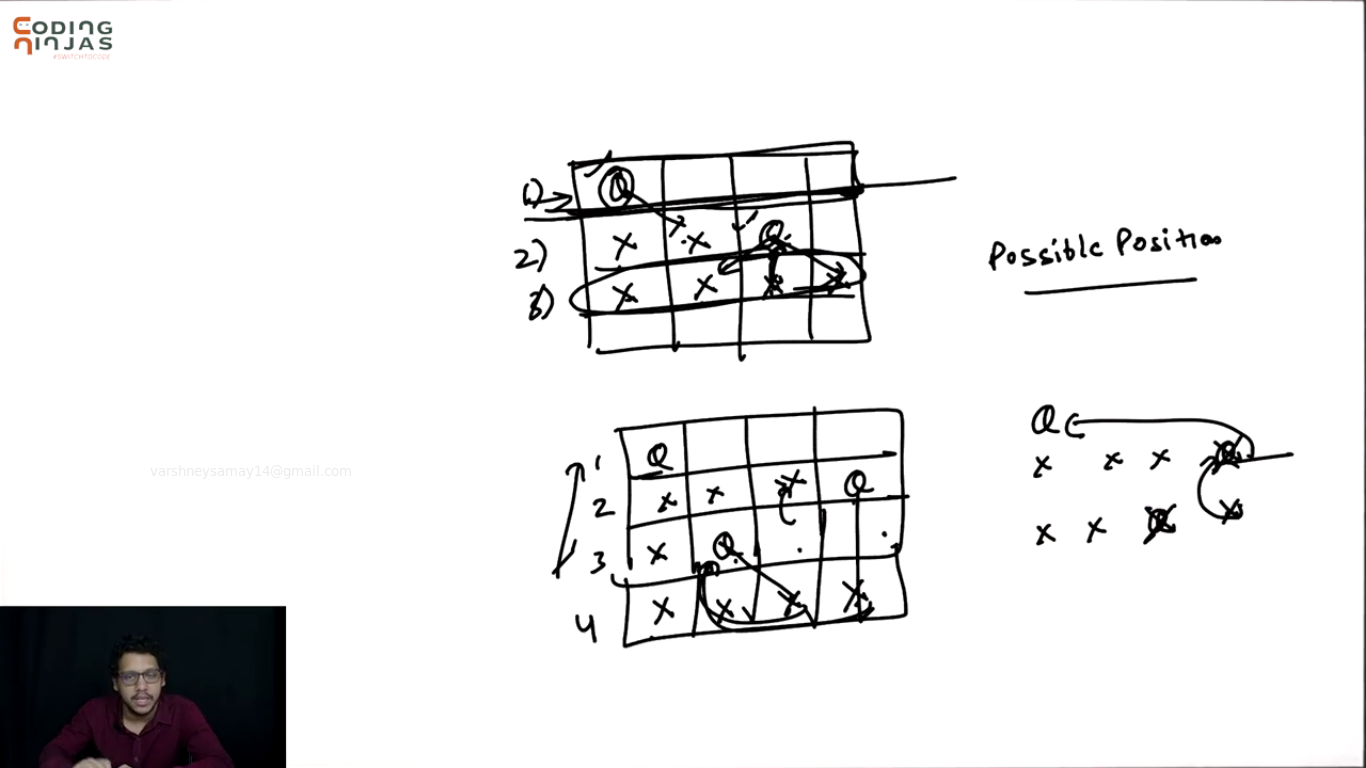 CODING
NINJAS
#SWITCHTOCODE
1) Q
2) x x Q
3) x x x x
Possible Position
1 Q
2 x x x Q
3 x Q
4 x x x x
Q
x x x Q
x x Q x
varshneysamay14@gmail.com